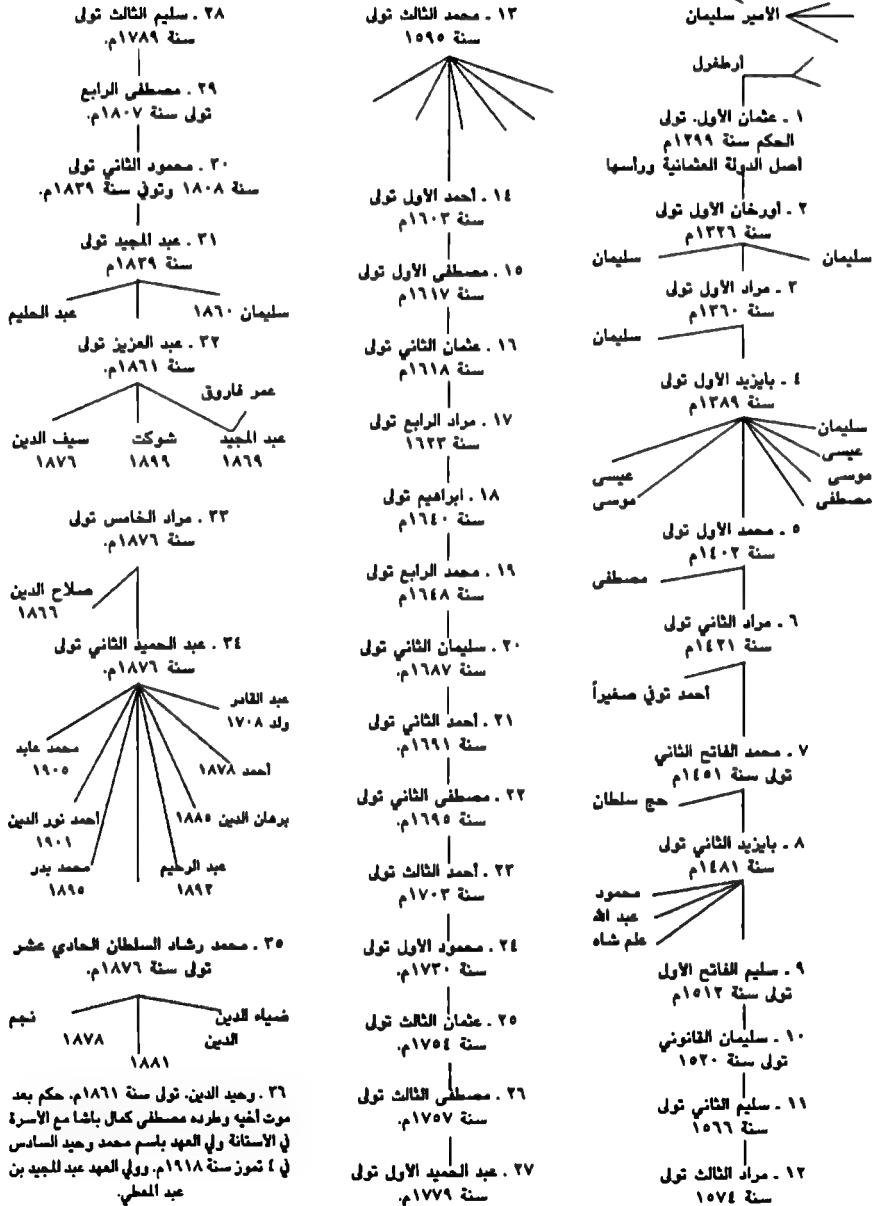 الأمير سليمان
أرطغرل
١ . عثمان الأول. تولى
الحكم سنة ١٢٩٩م
أصل الدولة العثمانية ورأسها
٢ . أورخان الأول تولى
سنة ١٣٢٦م
سليمان
سليمان
٣ . مراد الأول تولى
سنة ١٣٦٠م
سليمان
٤ . بايزيد الأول تولى
سنة ١٣٨٩م
سليمان
عيسى
موسى
مصطفى
عيسى
موسى
٥ . محمد الأول تولى
سنة ١٤٠٢م
مصطفى
٦ . مراد الثاني تولى
سنة ١٤٢١م
أحمد توفي صغيراً
٧ . محمد الفاتح الثاني
تولى سنة ١٤٥١م
حج سلطان
٨ . بايزيد الثاني تولى
سنة ١٤٨١م
محمود
عبد الله
علم شاه
٩ . سليم الفاتح الأول
تولى سنة ١٥١٢م
١٠ . سليمان القانوني
تولى سنة ١٥٢٠م
١١ . سليم الثاني تولى
سنة ١٥٦٦م
١٢ . مراد الثالث تولى
سنة ١٥٧٤م
١٣ . محمد الثالث تولى
سنة ١٥٩٥م
١٤ . أحمد الأول تولى
سنة ١٦٠٣م
١٥ . مصطفى الأول تولى
سنة ١٦١٧م
١٦ . عثمان الثاني تولى
سنة ١٦١٨م
١٧ . مراد الرابع تولى
سنة ١٦٢٣م
١٨ . ابراهيم تولى
سنة ١٦٤٠م
١٩ . محمد الرابع تولى
سنة ١٦٤٨م
٢٠ . سليمان الثاني تولى
سنة ١٦٨٧م.
٢١ . أحمد الثاني تولى
سنة ١٦٩١م
٢٢ . مصطفى الثاني تولى
سنة ١٦٩٥م.
٢٣ . أحمد الثالث تولى
سنة ١٧٠٣م
٢٤ . محمود الأول تولى
سنة ١٧٣٠م.
٢٥ . عثمان الثالث تولى
سنة ١٧٥٤م.
٢٦ . مصطفى الثالث تولى
سنة ١٧٥٧م.
٢٧ . عبد الحميد الأول تولى
سنة ١٧٧٩م.
٢٨ . سليم الثالث تولى
سنة ١٧٨٩م.
٢٩ . مصطفى الرابع
تولى سنة ١٨٠٧م.
٣٠ . محمود الثاني تولى
سنة ١٨٠٨ وتوفي سنة ١٨٣٩م.
٣١ . عبد المجيد تولى
سنة ١٨٣٩م
سليمان ١٨٦٠
عبد الحليم
٣٢ . عبد العزيز تولى
سنة ١٨٦١م.
عمر فاروق
عبد المجيد
١٨٦٩
شوكت
١٨٩٩
سيف الدين
١٨٧٦
٣٣ . مراد الخامس تولى
سنة ١٨٧٦م.
صلاح الدين
١٨٦٦
٣٤ . عبد الحميد الثاني تولى
سنة ١٨٧٦م.
عبد القادر
ولد ١٧٠٨
محمد عابد
١٩٠٥
أحمد ١٨٧٨
برهان الدين ١٨٨٥
أحمد نور الدين
١٩٠١
عبد الرحيم
١٨٩٢
محمد بدر
١٨٩٥
٣٥ . محمد رشاد السلطان الحادي عشر
تولى سنة ١٨٧٦م.
ضياء الدين
نجم
الدين
١٨٧٨
١٨٨١
٣٦ . وحيد الدين. تولى سنة ١٨٦١م. حكم بعد
موت أخيه وطرده مصطفى كمال باشا مع الأسرة
في الأستانة ولي العهد باسم محمد وحيد السادس
في ٤ تموز سنة ١٩١٨م. وولي العهد عبد المجيد بن
عبد المعطي.